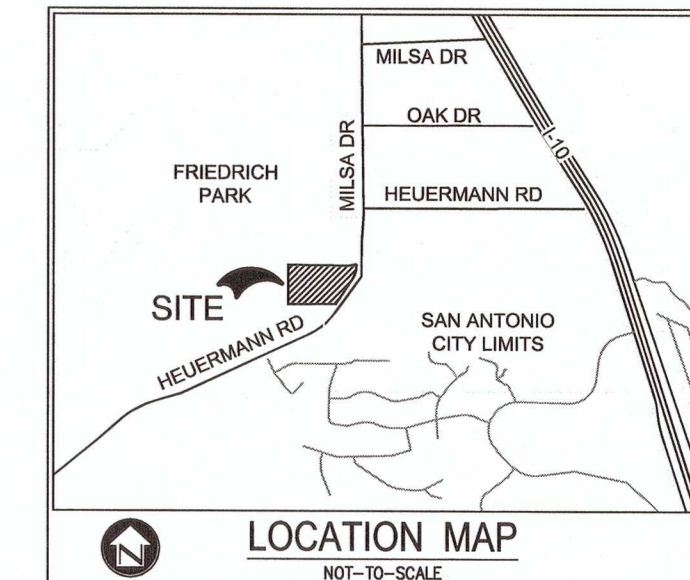 MILSA DR
OAK DR
I-10
MILSA DR
FRIEDRICH
PARK
HEUERMANN RD
SITE
HEUERMANN RD
SAN ANTONIO
CITY LIMITS
N
LOCATION MAP
NOT-TO-SCALE